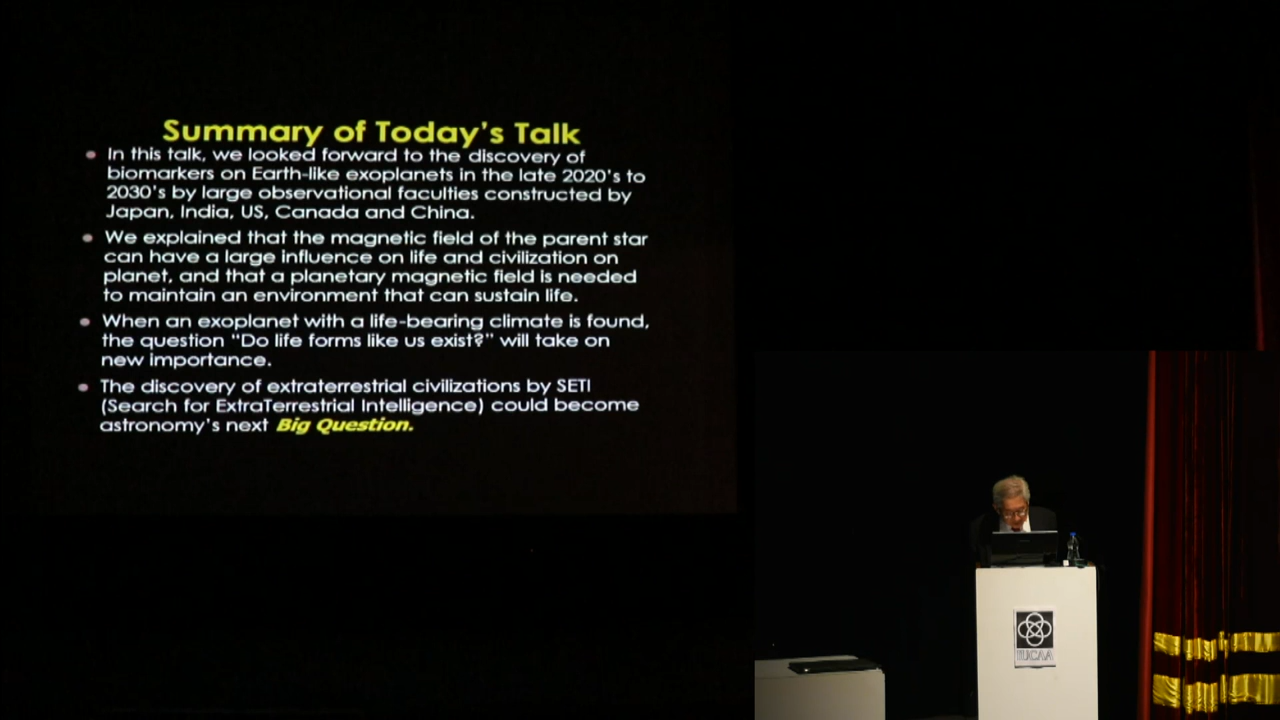 Summary of Today's Talk
• In this talk, we looked forward to the discovery of
biomarkers on Earth-like exoplanets in the late 2020's to
2030's by large observational faculties constructed by
Japan, India, US, Canada and China.
• We explained that the magnetic field of the parent star
can have a large influence on life and civilization on
planet, and that a planetary magnetic field is needed
to maintain an environment that can sustain life.
• When an exoplanet with a life-bearing climate is found,
the question "Do life forms like us exist?" will take on
new importance.
• The discovery of extraterrestrial civilizations by SETI
(Search for ExtraTerrestrial Intelligence) could become
astronomy's next Big Question.
IUCAA